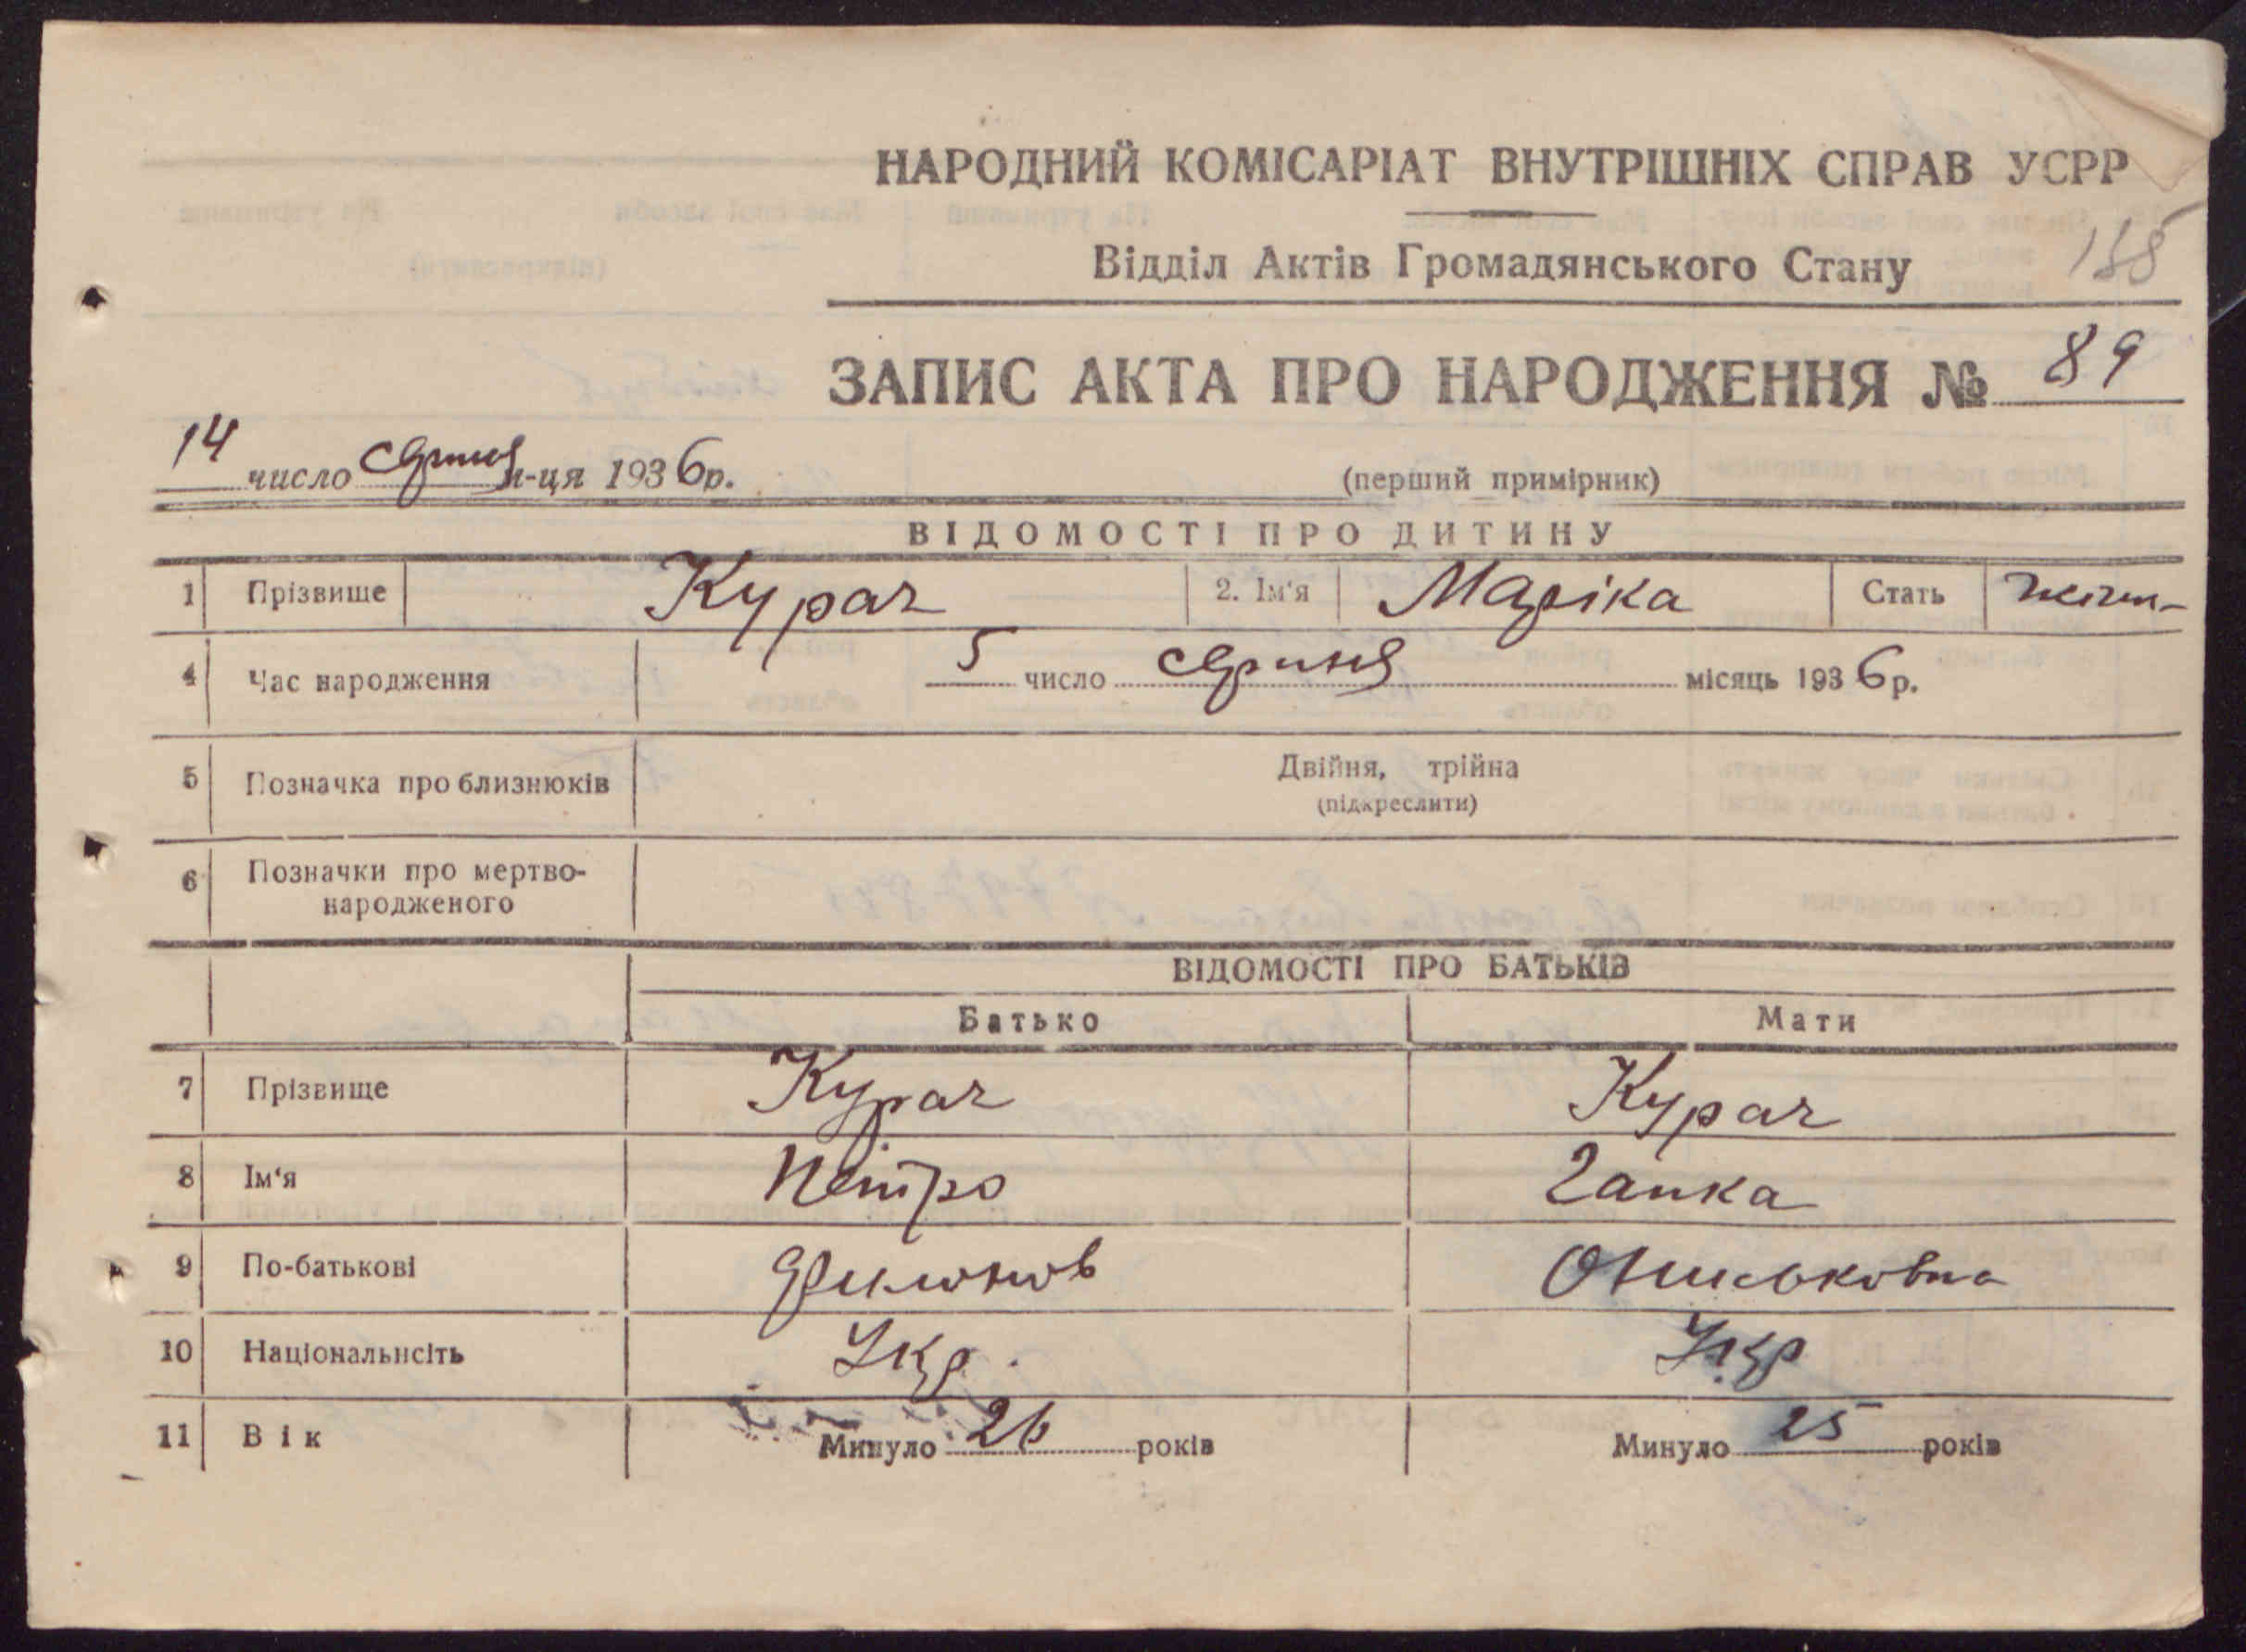 НАРОДНИЙ КОМІСАРІАТ ВНУТРІШНІХ СПРАВ УСРР
Відділ Актів Громадянського Стану
ЗАПИС АКТА ПРО НАРОДЖЕННЯ № 89
14 число серпня м-ця 1936 р.
(перший примірник)
ВІДОМОСТІ ПРО ДИТИНУ
1 Прізвище Курач 2. Ім'я Маріка Стать жіноч-
4 Час народження 5 число серпня місяць 1936 р.
5 Позначка про близнюків Двійня, трійна
(підкреслити)
6 Позначки про мертво-
народженого
ВІДОМОСТІ ПРО БАТЬКІВ
Батько Мати
7 Прізвище Курач Курач
8 Ім'я Петро Ганка
9 По-батькові Филонов Ониськовна
10 Національнсіть Укр. Укр
11 Вік Минуло 26 років Минуло 25 років